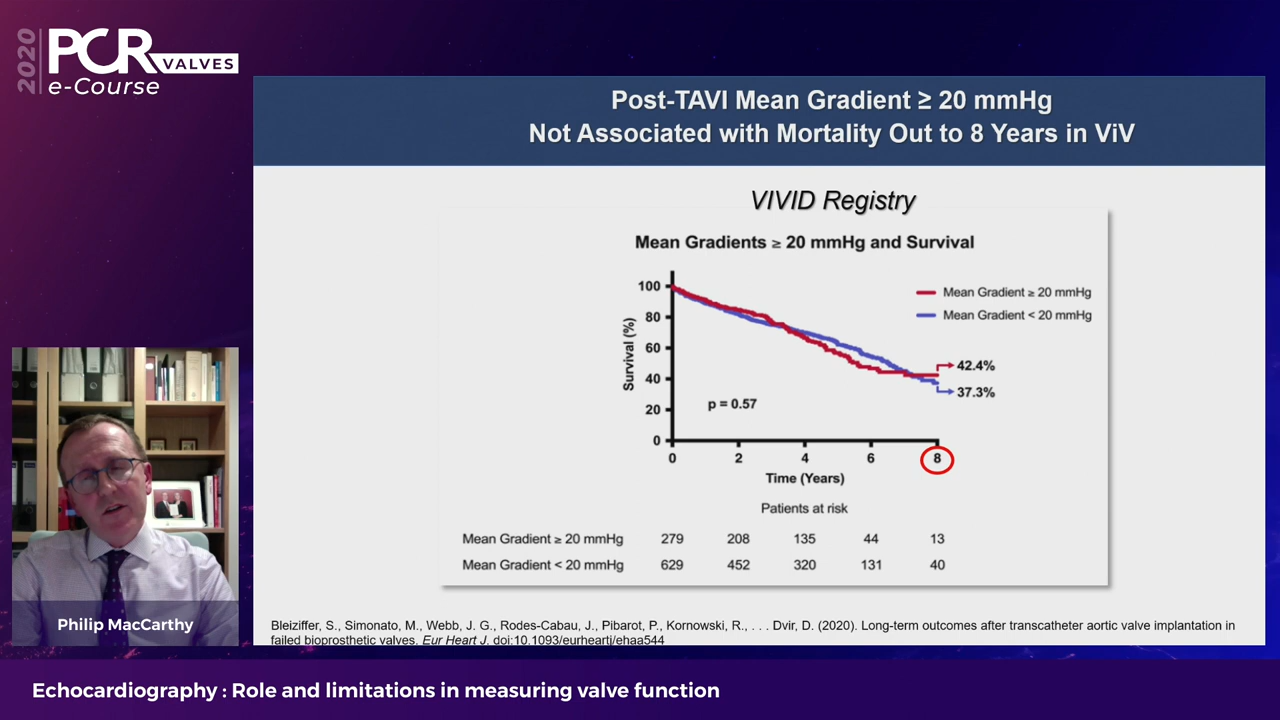 2020
PCR
VALVES
e-Course
Post-TAVI Mean Gradient ≥ 20 mmHg
Not Associated with Mortality Out to 8 Years in ViV
VIVID Registry
Mean Gradients ≥ 20 mmHg and Survival
100
80
60
40
20
0
Survival (%)
Mean Gradient ≥ 20 mmHg
Mean Gradient < 20 mmHg
42.4%
37.3%
p = 0.57
0 2 4 6 8
Time (Years)
Patients at risk
Mean Gradient ≥ 20 mmHg 279 208 135 44 13
Mean Gradient < 20 mmHg 629 452 320 131 40
Philip MacCarthy
Bleiziffer, S., Simonato, M., Webb, J. G., Rodes-Cabau, J., Pibarot, P., Kornowski, R., . . . Dvir, D. (2020). Long-term outcomes after transcatheter aortic valve implantation in
failed bioprosthetic valves. Eur Heart J. doi:10.1093/eurheartj/ehaa544
Echocardiography : Role and limitations in measuring valve function